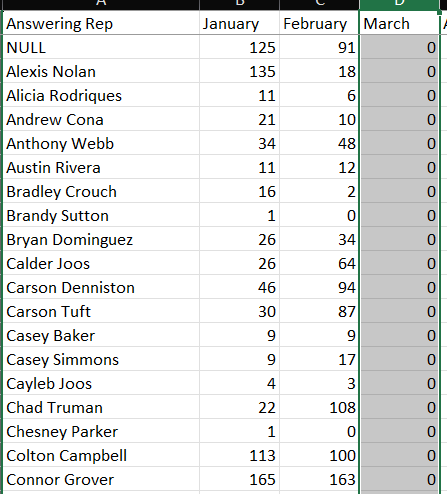 A B C D
Answering Rep January February March
NULL 125 91 0
Alexis Nolan 135 18 0
Alicia Rodriques 11 6 0
Andrew Cona 21 10 0
Anthony Webb 34 48 0
Austin Rivera 11 12 0
Bradley Crouch 16 2 0
Brandy Sutton 1 0 0
Bryan Dominguez 26 34 0
Calder Joos 26 64 0
Carson Denniston 46 94 0
Carson Tuft 30 87 0
Casey Baker 9 9 0
Casey Simmons 9 17 0
Cayleb Joos 4 3 0
Chad Truman 22 108 0
Chesney Parker 1 0 0
Colton Campbell 113 100 0
Connor Grover 165 163 0